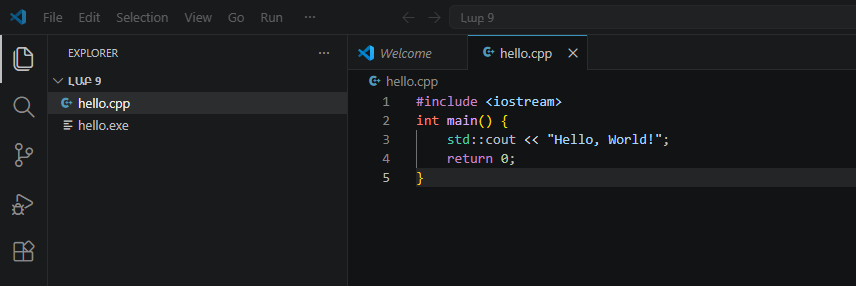 File Edit Selection View Go Run ··· ← → Լաբ 9
EXPLORER ···
ԼԱԲ 9
hello.cpp
hello.exe
Welcome hello.cpp ×
hello.cpp
1 #include <iostream>
2 int main() {
3 std::cout << "Hello, World!";
4 return 0;
5 }